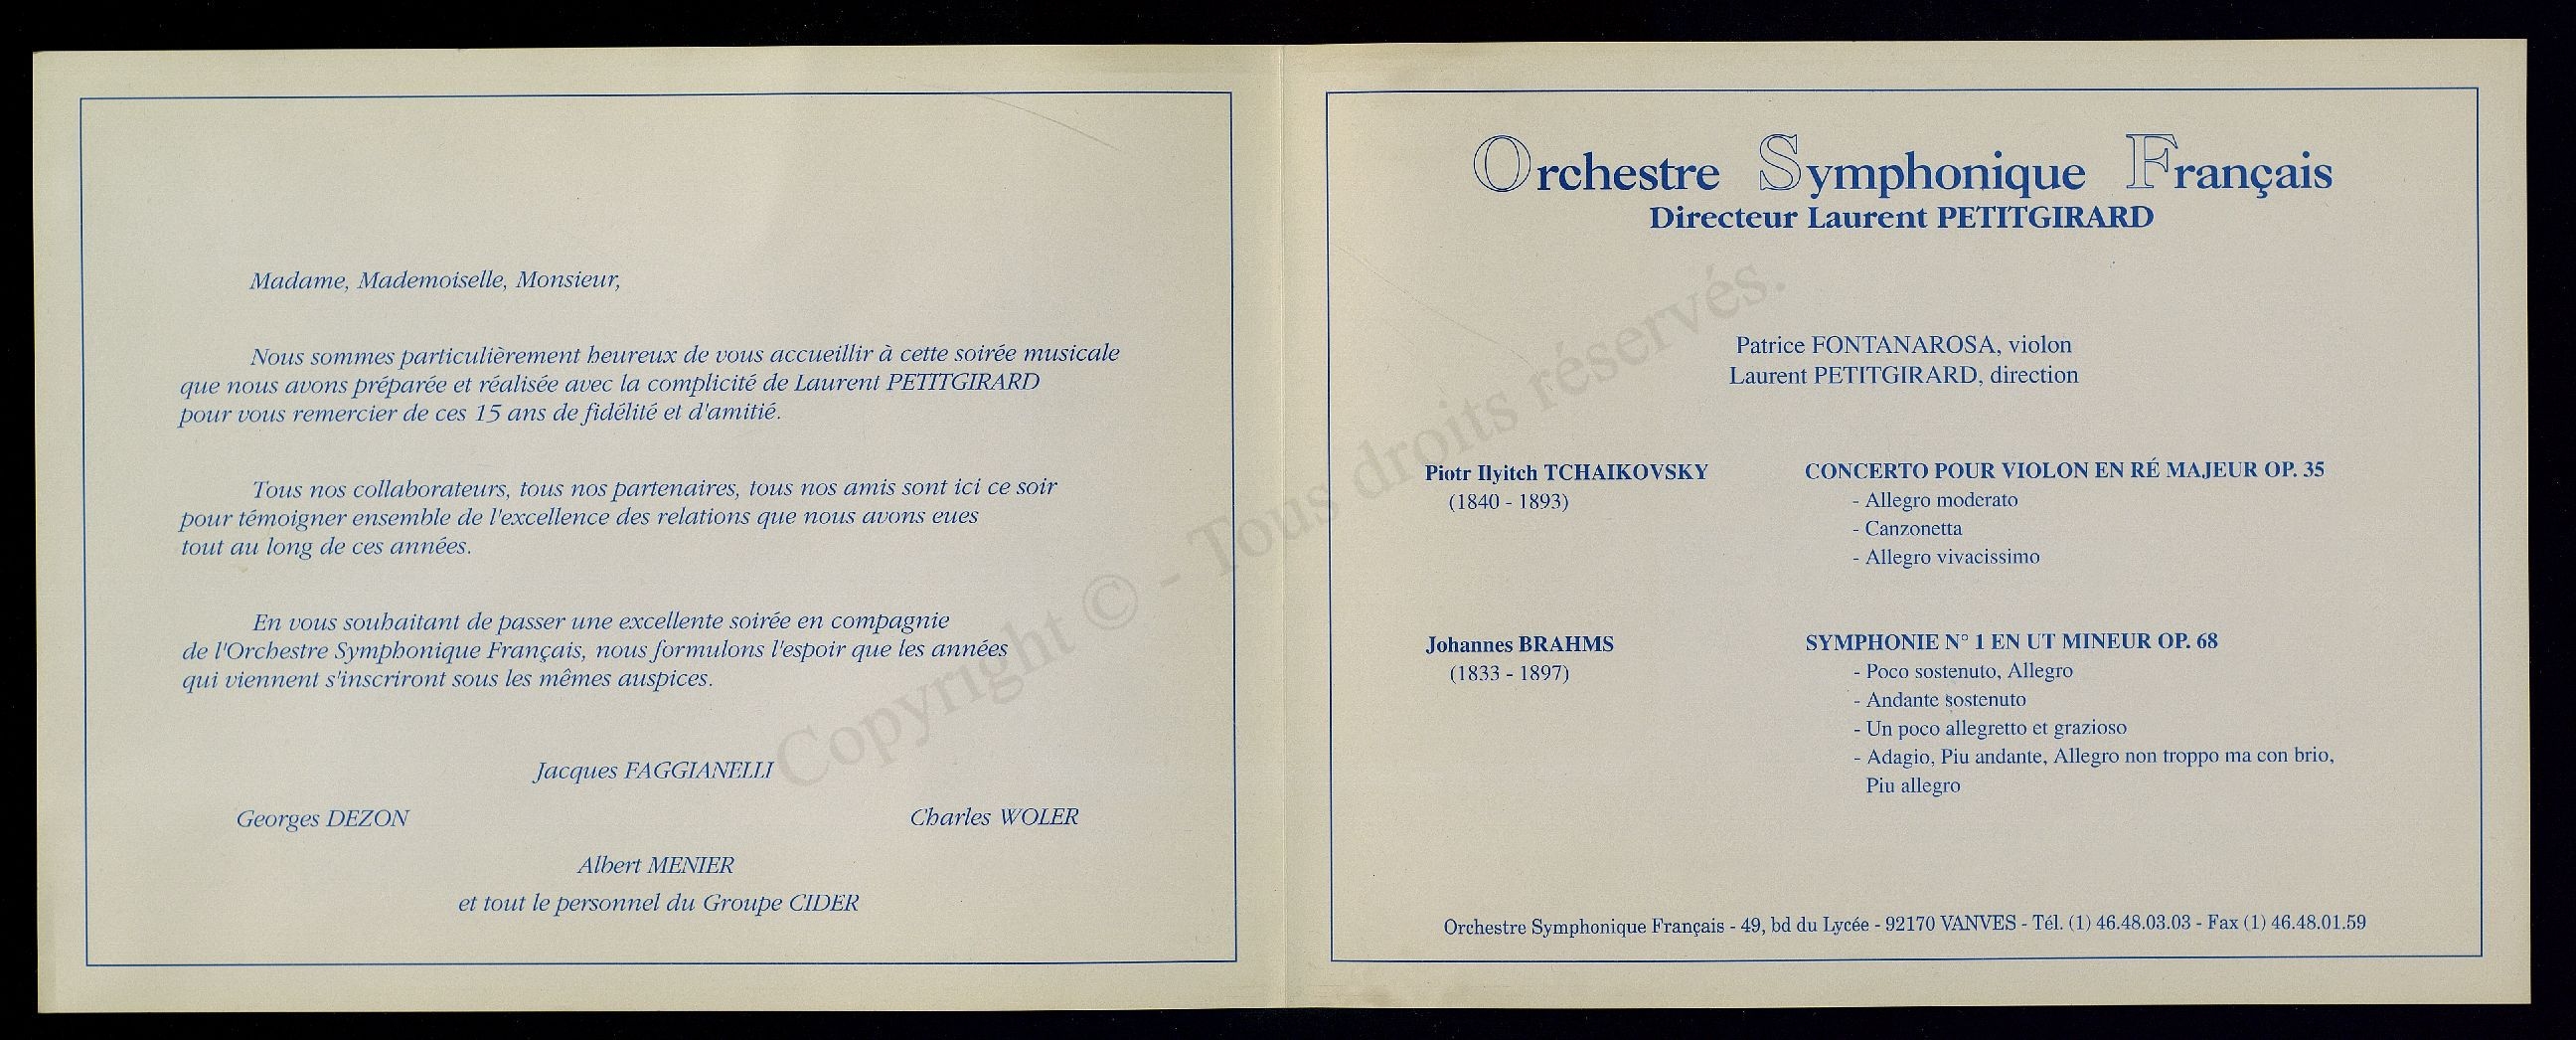 Madame, Mademoiselle, Monsieur,
Nous sommes particulièrement heureux de vous accueillir à cette soirée musicale
que nous avons préparée et réalisée avec la complicité de Laurent PETITGIRARD
pour vous remercier de ces 15 ans de fidélité et d'amitié.
Tous nos collaborateurs, tous nos partenaires, tous nos amis sont ici ce soir
pour témoigner ensemble de l'excellence des relations que nous avons eues
tout au long de ces années.
En vous souhaitant de passer une excellente soirée en compagnie
de l'Orchestre Symphonique Français, nous formulons l'espoir que les années
qui viennent s'inscriront sous les mêmes auspices.
Jacques FAGGIANELLI
Georges DEZON Charles WOLER
Albert MENIER
et tout le personnel du Groupe CIDER
Orchestre Symphonique Français
Directeur Laurent PETITGIRARD
Patrice FONTANAROSA, violon
Laurent PETITGIRARD, direction
Piotr Ilyitch TCHAIKOVSKY CONCERTO POUR VIOLON EN RÉ MAJEUR OP. 35
(1840 - 1893) - Allegro moderato
- Canzonetta
- Allegro vivacissimo
Johannes BRAHMS SYMPHONIE N° 1 EN UT MINEUR OP. 68
(1833 - 1897) - Poco sostenuto, Allegro
- Andante sostenuto
- Un poco allegretto et grazioso
- Adagio, Piu andante, Allegro non troppo ma con brio,
Piu allegro
Orchestre Symphonique Français - 49, bd du Lycée - 92170 VANVES - Tél. (1) 46.48.03.03 - Fax (1) 46.48.01.59
Copyright © - Tous droits réservés.